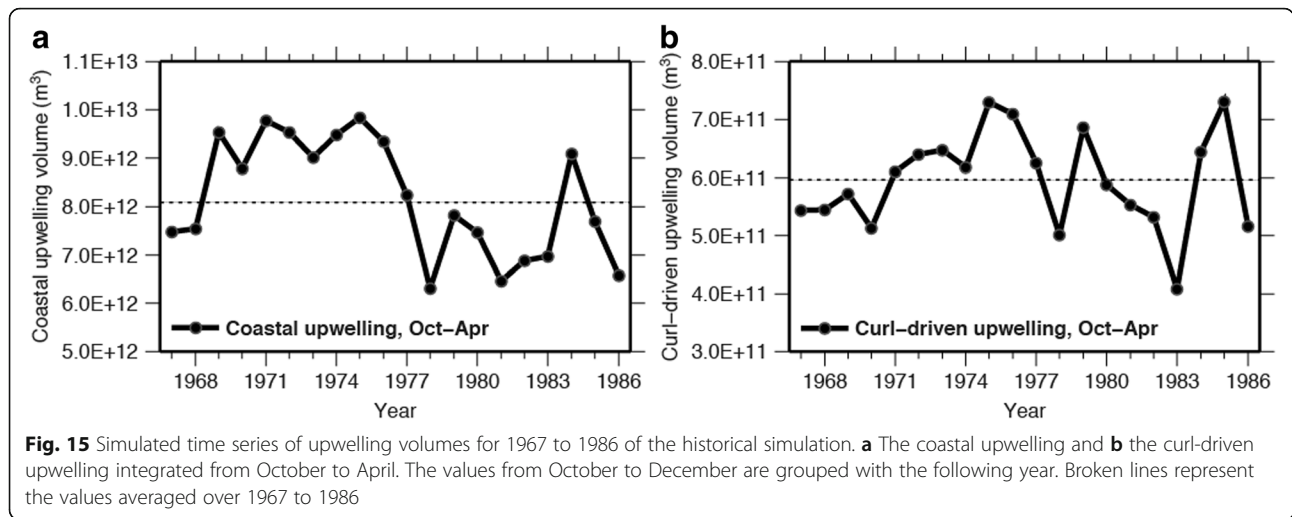 a
Coastal upwelling volume (m³)
1.1E+13
1.0E+13
9.0E+12
8.0E+12
7.0E+12
6.0E+12
5.0E+12
Coastal upwelling, Oct–Apr
1968 1971 1974 1977 1980 1983 1986
Year
b
Curl–driven upwelling volume (m³)
8.0E+11
7.0E+11
6.0E+11
5.0E+11
4.0E+11
3.0E+11
Curl–driven upwelling, Oct–Apr
1968 1971 1974 1977 1980 1983 1986
Year
Fig. 15 Simulated time series of upwelling volumes for 1967 to 1986 of the historical simulation. a The coastal upwelling and b the curl-driven
upwelling integrated from October to April. The values from October to December are grouped with the following year. Broken lines represent
the values averaged over 1967 to 1986